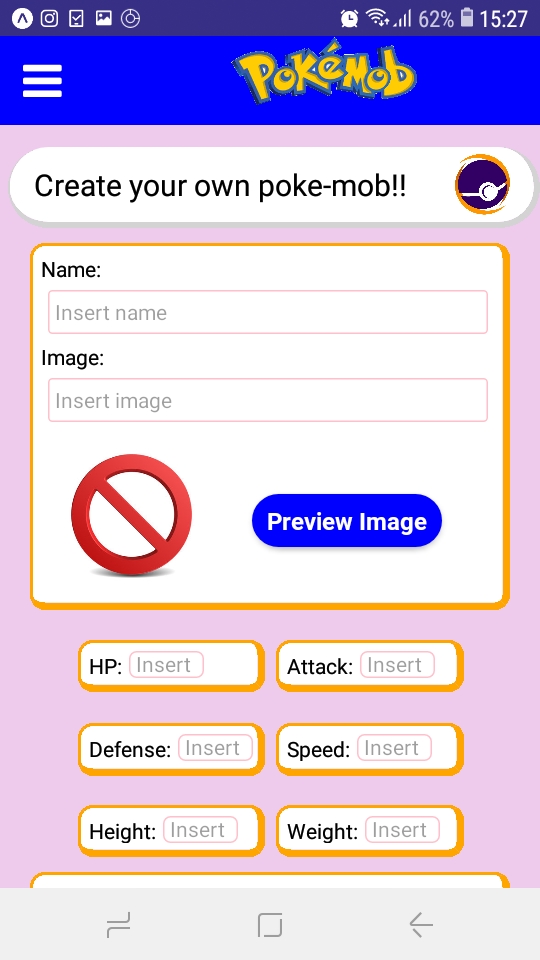 62% 15:27
PokéMob
Create your own poke-mob!!
Name:
Insert name
Image:
Insert image
Preview Image
HP: Insert Attack: Insert
Defense: Insert Speed: Insert
Height: Insert Weight: Insert